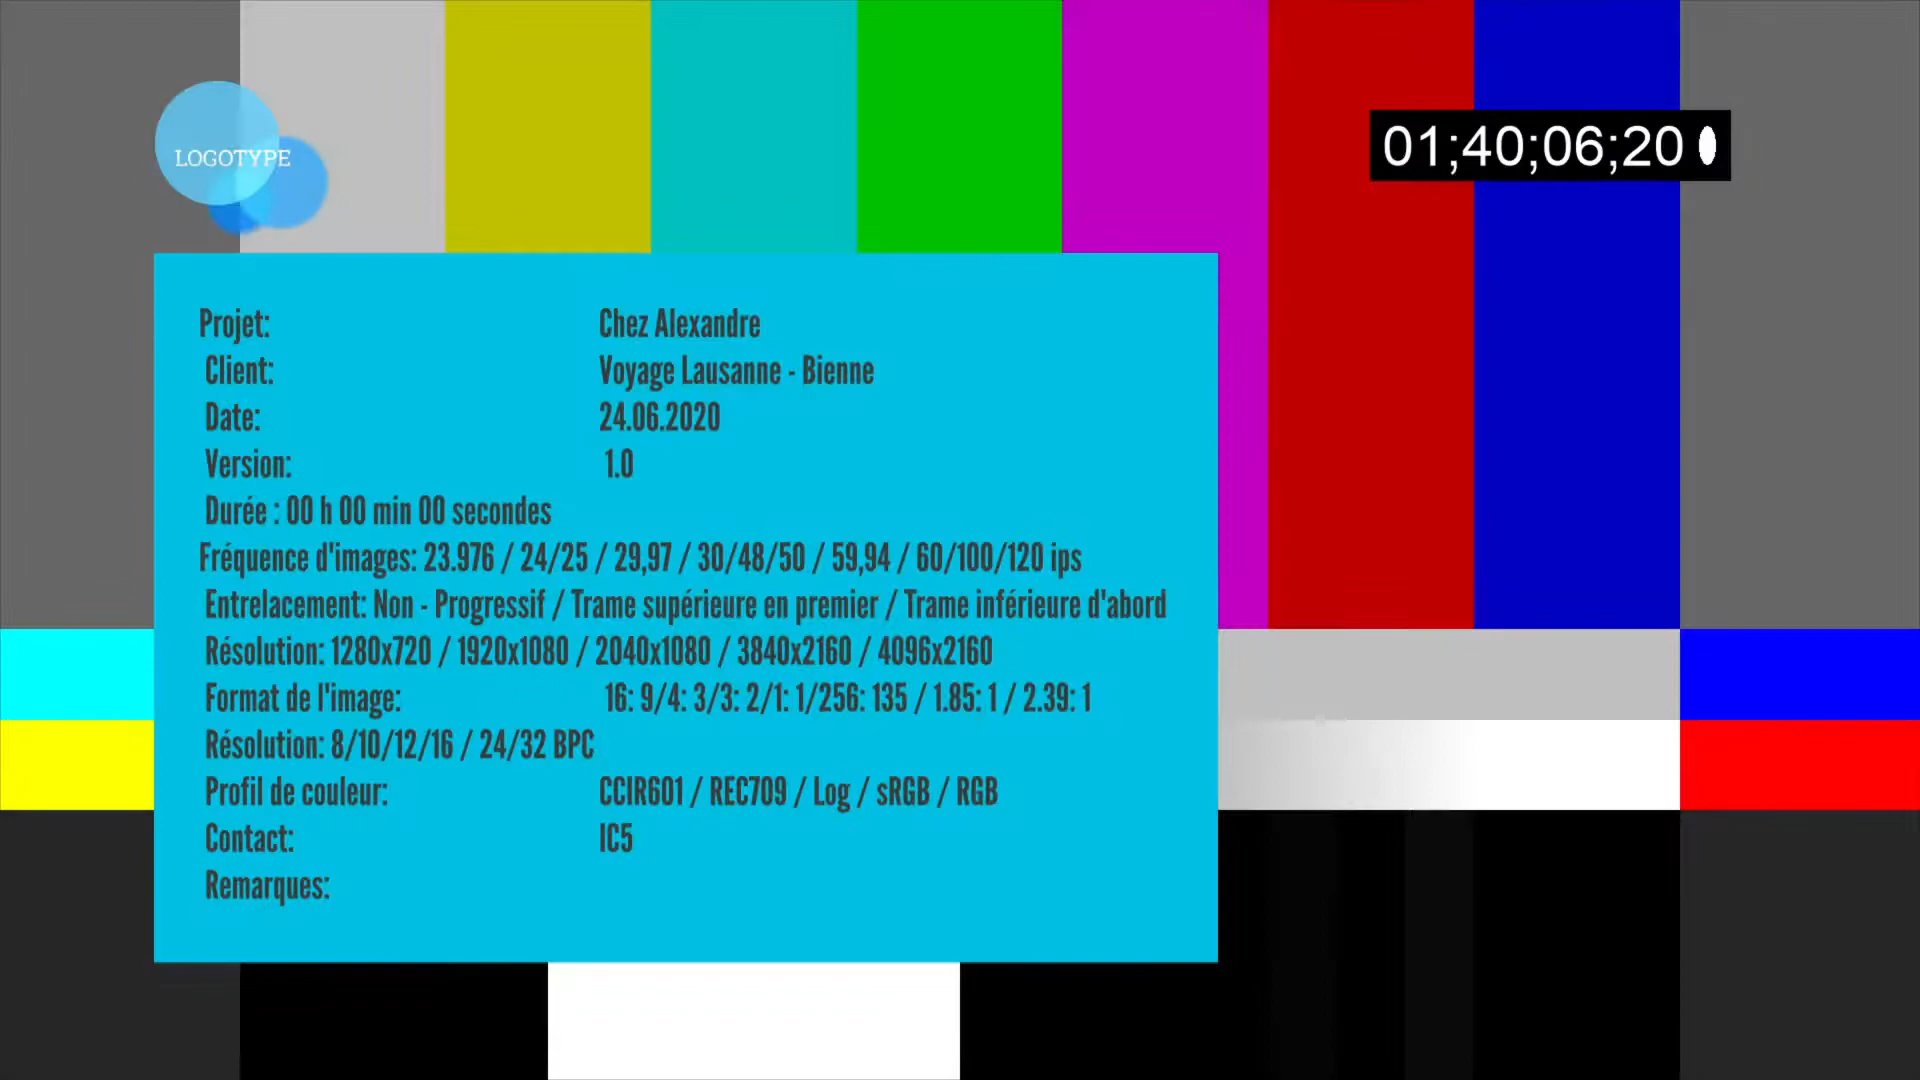 LOGOTYPE
01;40;06;20
Projet: Chez Alexandre
Client: Voyage Lausanne - Bienne
Date: 24.06.2020
Version: 1.0
Durée : 00 h 00 min 00 secondes
Fréquence d'images: 23.976 / 24/25 / 29,97 / 30/48/50 / 59,94 / 60/100/120 ips
Entrelacement: Non - Progressif / Trame supérieure en premier / Trame inférieure d'abord
Résolution: 1280x720 / 1920x1080 / 2040x1080 / 3840x2160 / 4096x2160
Format de l'image: 16: 9/4: 3/3: 2/1: 1/256: 135 / 1.85: 1 / 2.39: 1
Résolution: 8/10/12/16 / 24/32 BPC
Profil de couleur: CCIR601 / REC709 / Log / sRGB / RGB
Contact: IC5
Remarques: